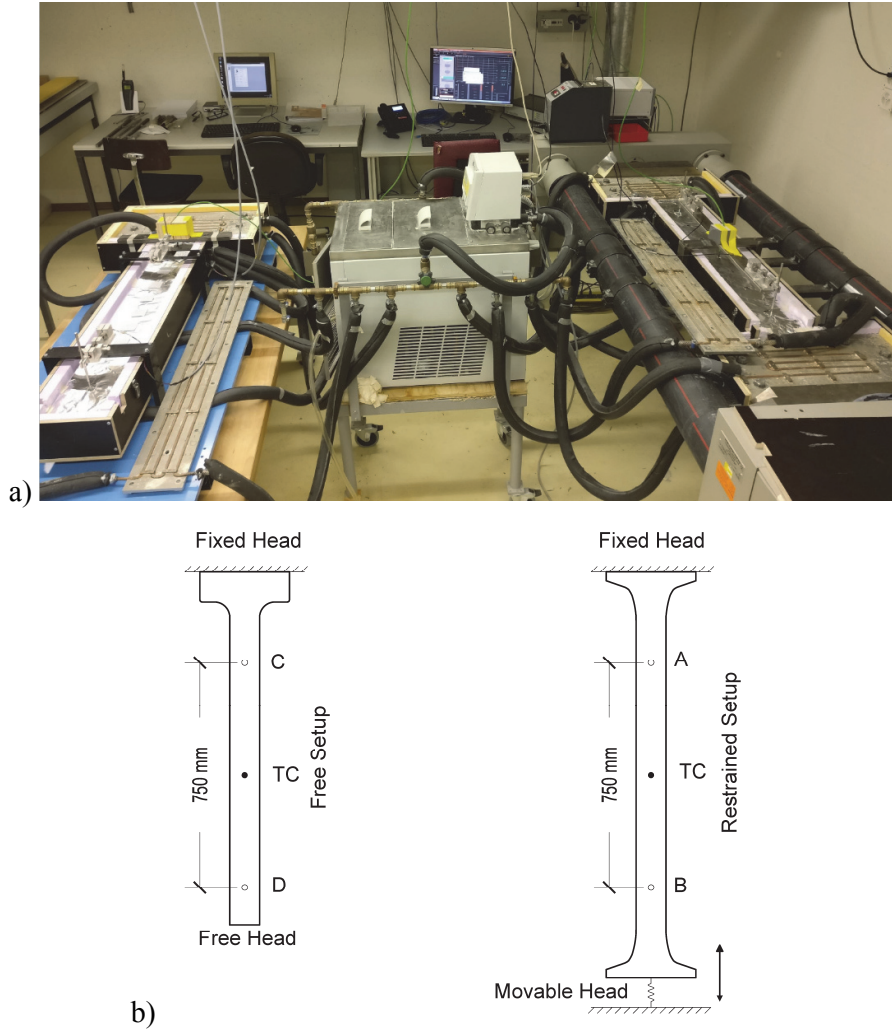 a)
Fixed Head
Fixed Head
C
A
750 mm
TC
Free Setup
750 mm
TC
Restrained Setup
D
B
Free Head
Movable Head
b)